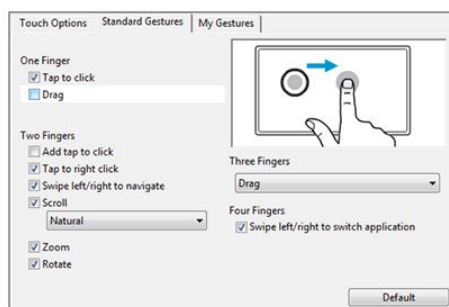 Touch Options
Standard Gestures
My Gestures
One Finger
Tap to click
Drag
Two Fingers
Add tap to click
Tap to right click
Swipe left/right to navigate
Scroll
Natural
Zoom
Rotate
Three Fingers
Drag
Four Fingers
Swipe left/right to switch application
Default